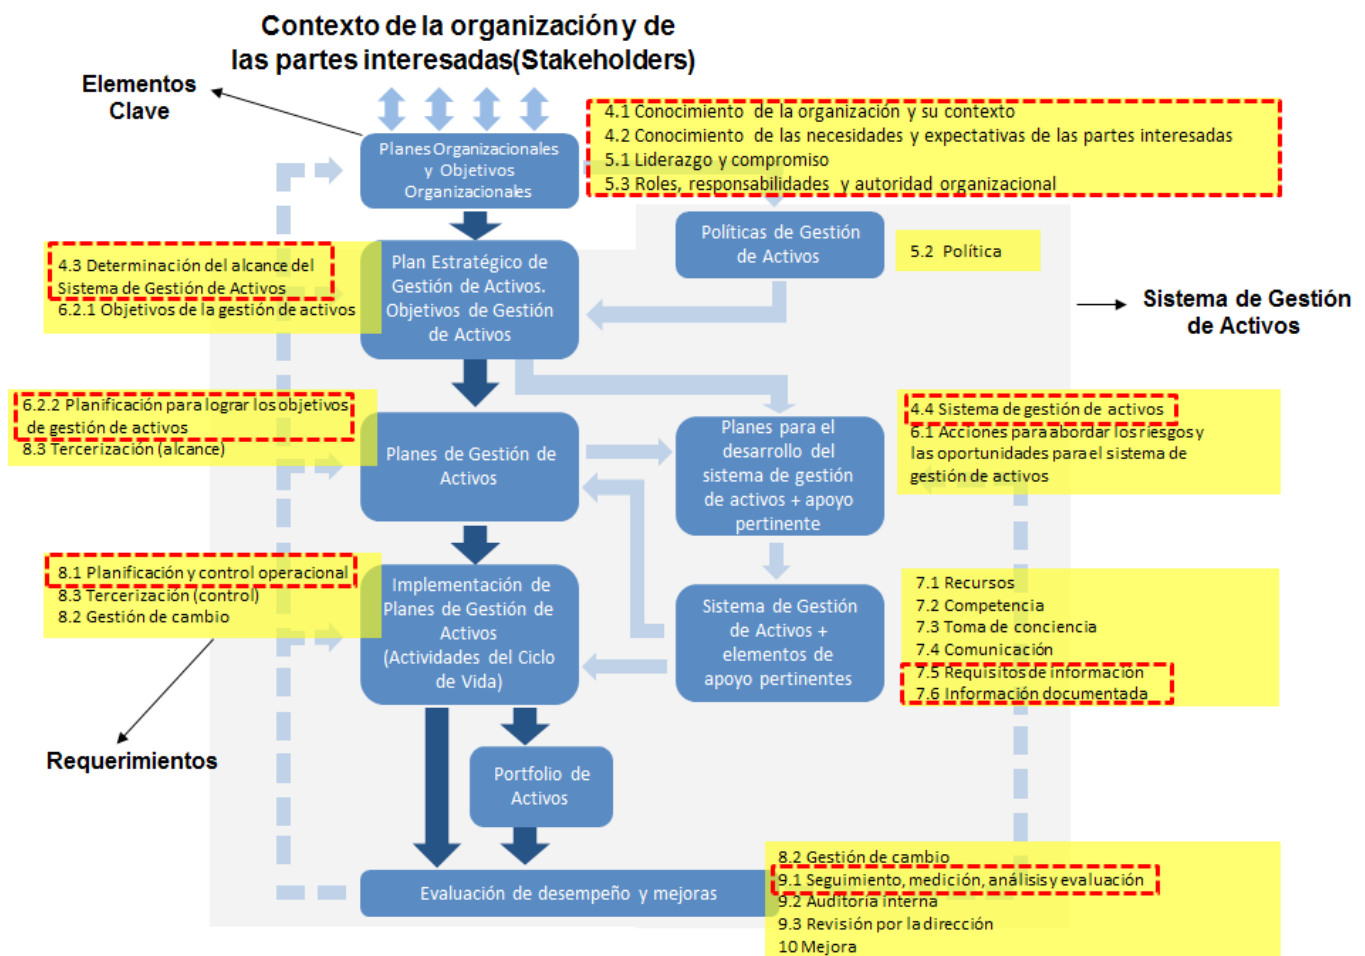 Contexto de la organización y de
las partes interesadas(Stakeholders)
Elementos
Clave
Planes Organizacionales
y Objetivos
Organizacionales
4.1 Conocimiento de la organización y su contexto
4.2 Conocimiento de las necesidades y expectativas de las partes interesadas
5.1 Liderazgo y compromiso
5.3 Roles, responsabilidades y autoridad organizacional
4.3 Determinación del alcance del
Sistema de Gestión de Activos
6.2.1 Objetivos de la gestión de activos
Plan Estratégico de
Gestión de Activos.
Objetivos de Gestión
de Activos
Políticas de Gestión
de Activos
5.2 Política
Sistema de Gestión
de Activos
6.2.2 Planificación para lograr los objetivos
de gestión de activos
8.3 Tercerización (alcance)
Planes de Gestión de
Activos
Planes para el
desarrollo del
sistema de gestión
de activos + apoyo
pertinente
4.4 Sistema de gestión de activos
6.1 Acciones para abordar los riesgos y
las oportunidades para el sistema de
gestión de activos
8.1 Planificación y control operacional
8.3 Tercerización (control)
8.2 Gestión de cambio
Implementación de
Planes de Gestión de
Activos
(Actividades del Ciclo
de Vida)
Sistema de Gestión
de Activos +
elementos de
apoyo pertinentes
7.1 Recursos
7.2 Competencia
7.3 Toma de conciencia
7.4 Comunicación
7.5 Requisitos de información
7.6 Información documentada
Requerimientos
Portfolio de
Activos
Evaluación de desempeño y mejoras
8.2 Gestión de cambio
9.1 Seguimiento, medición, análisis y evaluación
9.2 Auditoría interna
9.3 Revisión por la dirección
10 Mejora